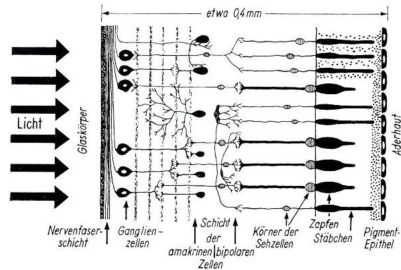 etwa 0,4 mm
Licht
Glaskörper
Aderhaut
Nervenfaser-
schicht
Ganglien-
zellen
Schicht
der
amakrinen
bipolaren
Zellen
Körner der
Sehzellen
Zapfen
Stäbchen
Pigment-
Epithel